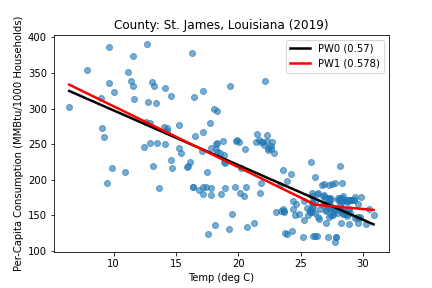 County: St. James, Louisiana (2019)
PW0 (0.57)
PW1 (0.578)
Per-Capita Consumption (MMBtu/1000 Households)
400
350
300
250
200
150
100
10 15 20 25 30
Temp (deg C)